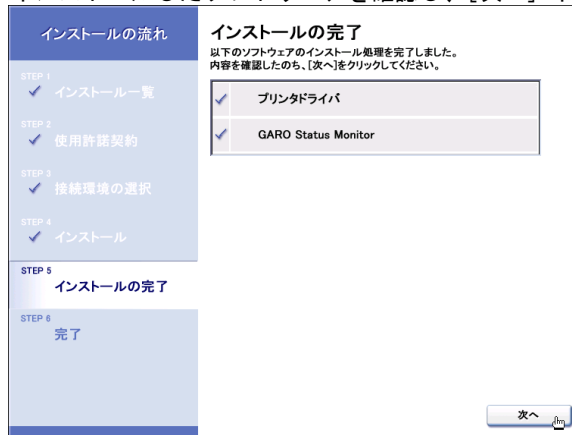 インストールの流れ
STEP 1
インストール一覧
STEP 2
使用許諾契約
STEP 3
接続環境の選択
STEP 4
インストール
STEP 5
インストールの完了
STEP 6
完了
インストールの完了
以下のソフトウェアのインストール処理を完了しました。
内容を確認したのち、[次へ]をクリックしてください。
プリンタドライバ
GARO Status Monitor
次へ